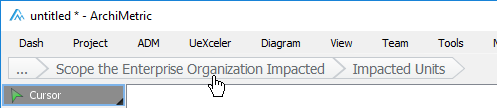 untitled * - ArchiMetric
Dash Project ADM UeXceler Diagram View Team Tools
... Scope the Enterprise Organization Impacted Impacted Units
Cursor